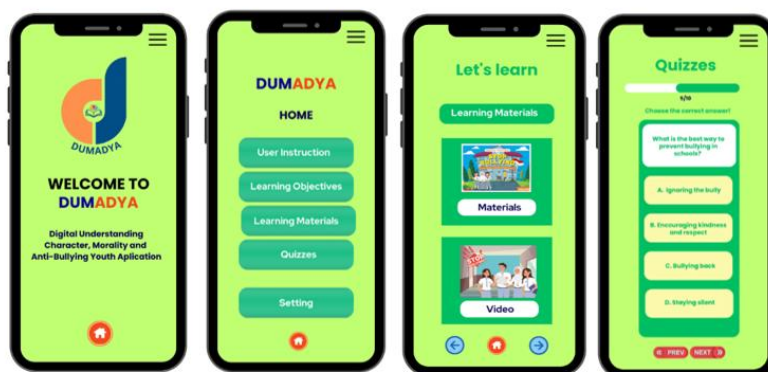 DUMADYA
WELCOME TO
DUMADYA
Digital Understanding
Character, Morality and
Anti-Bullying Youth Aplication
DUMADYA
HOME
User Instruction
Learning Objectives
Learning Materials
Quizzes
Setting
Let's learn
Learning Materials
Materials
Video
Quizzes
5/10
Choose the correct answer!
What is the best way to
prevent bullying in
schools?
A. Ignoring the bully
B. Encouraging kindness
and respect
C. Bullying back
D. Staying silent
PREV
NEXT